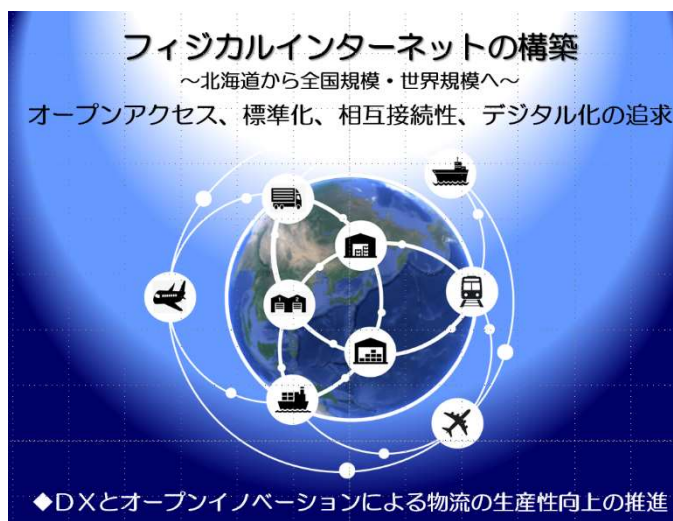 フィジカルインターネットの構築
～北海道から全国規模・世界規模へ～
オープンアクセス、標準化、相互接続性、デジタル化の追求
◆DXとオープンイノベーションによる物流の生産性向上の推進